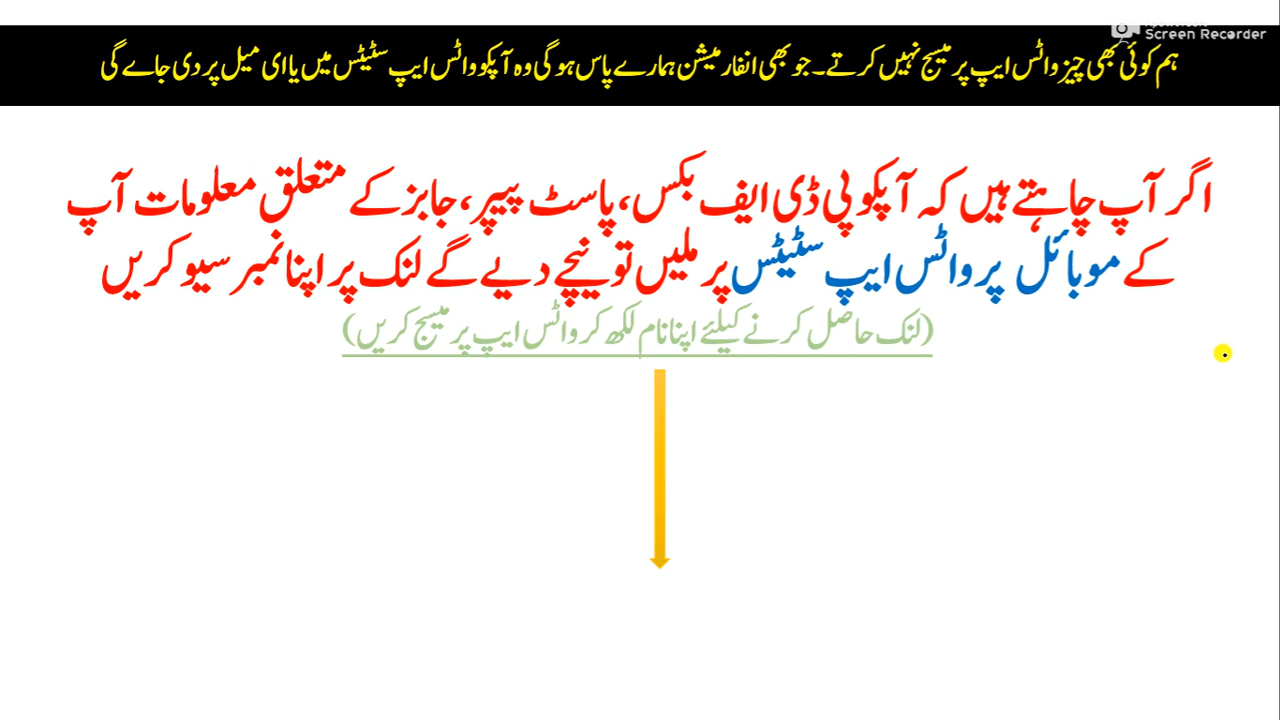 Screen Recorder
ہم کوئی بھی چیز واٹس ایپ پر میسج نہیں کرتے۔ جو بھی انفارمیشن ہمارے پاس ہوگی وہ آپکو واٹس ایپ سٹیٹس میں یا ای میل پر دی جاے گی
اگر آپ چاہتے ہیں کہ آپکو پی ڈی ایف بکس، پاسٹ پیپر، جابز کے متعلق معلومات آپ
کے موبائل پر واٹس ایپ سٹیٹس پر ملیں تو نیچے دیے گے لنک پر اپنا نمبر سیو کریں
(لنک حاصل کرنے کیلئے اپنا نام لکھ کر واٹس ایپ پر میسج کریں)